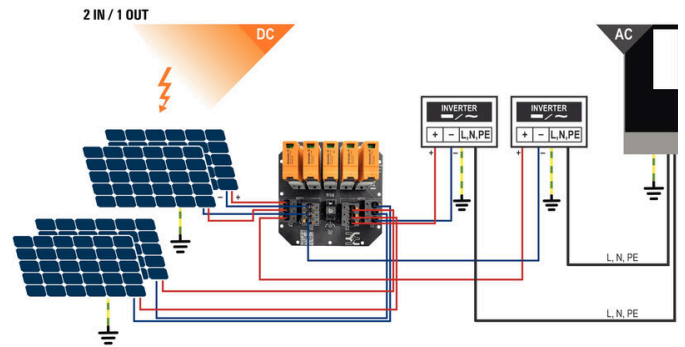 2 IN / 1 OUT
DC
AC
INVERTER
+ − L,N,PE
INVERTER
+ − L,N,PE
+ −
+ −
− +
L, N, PE
L, N, PE